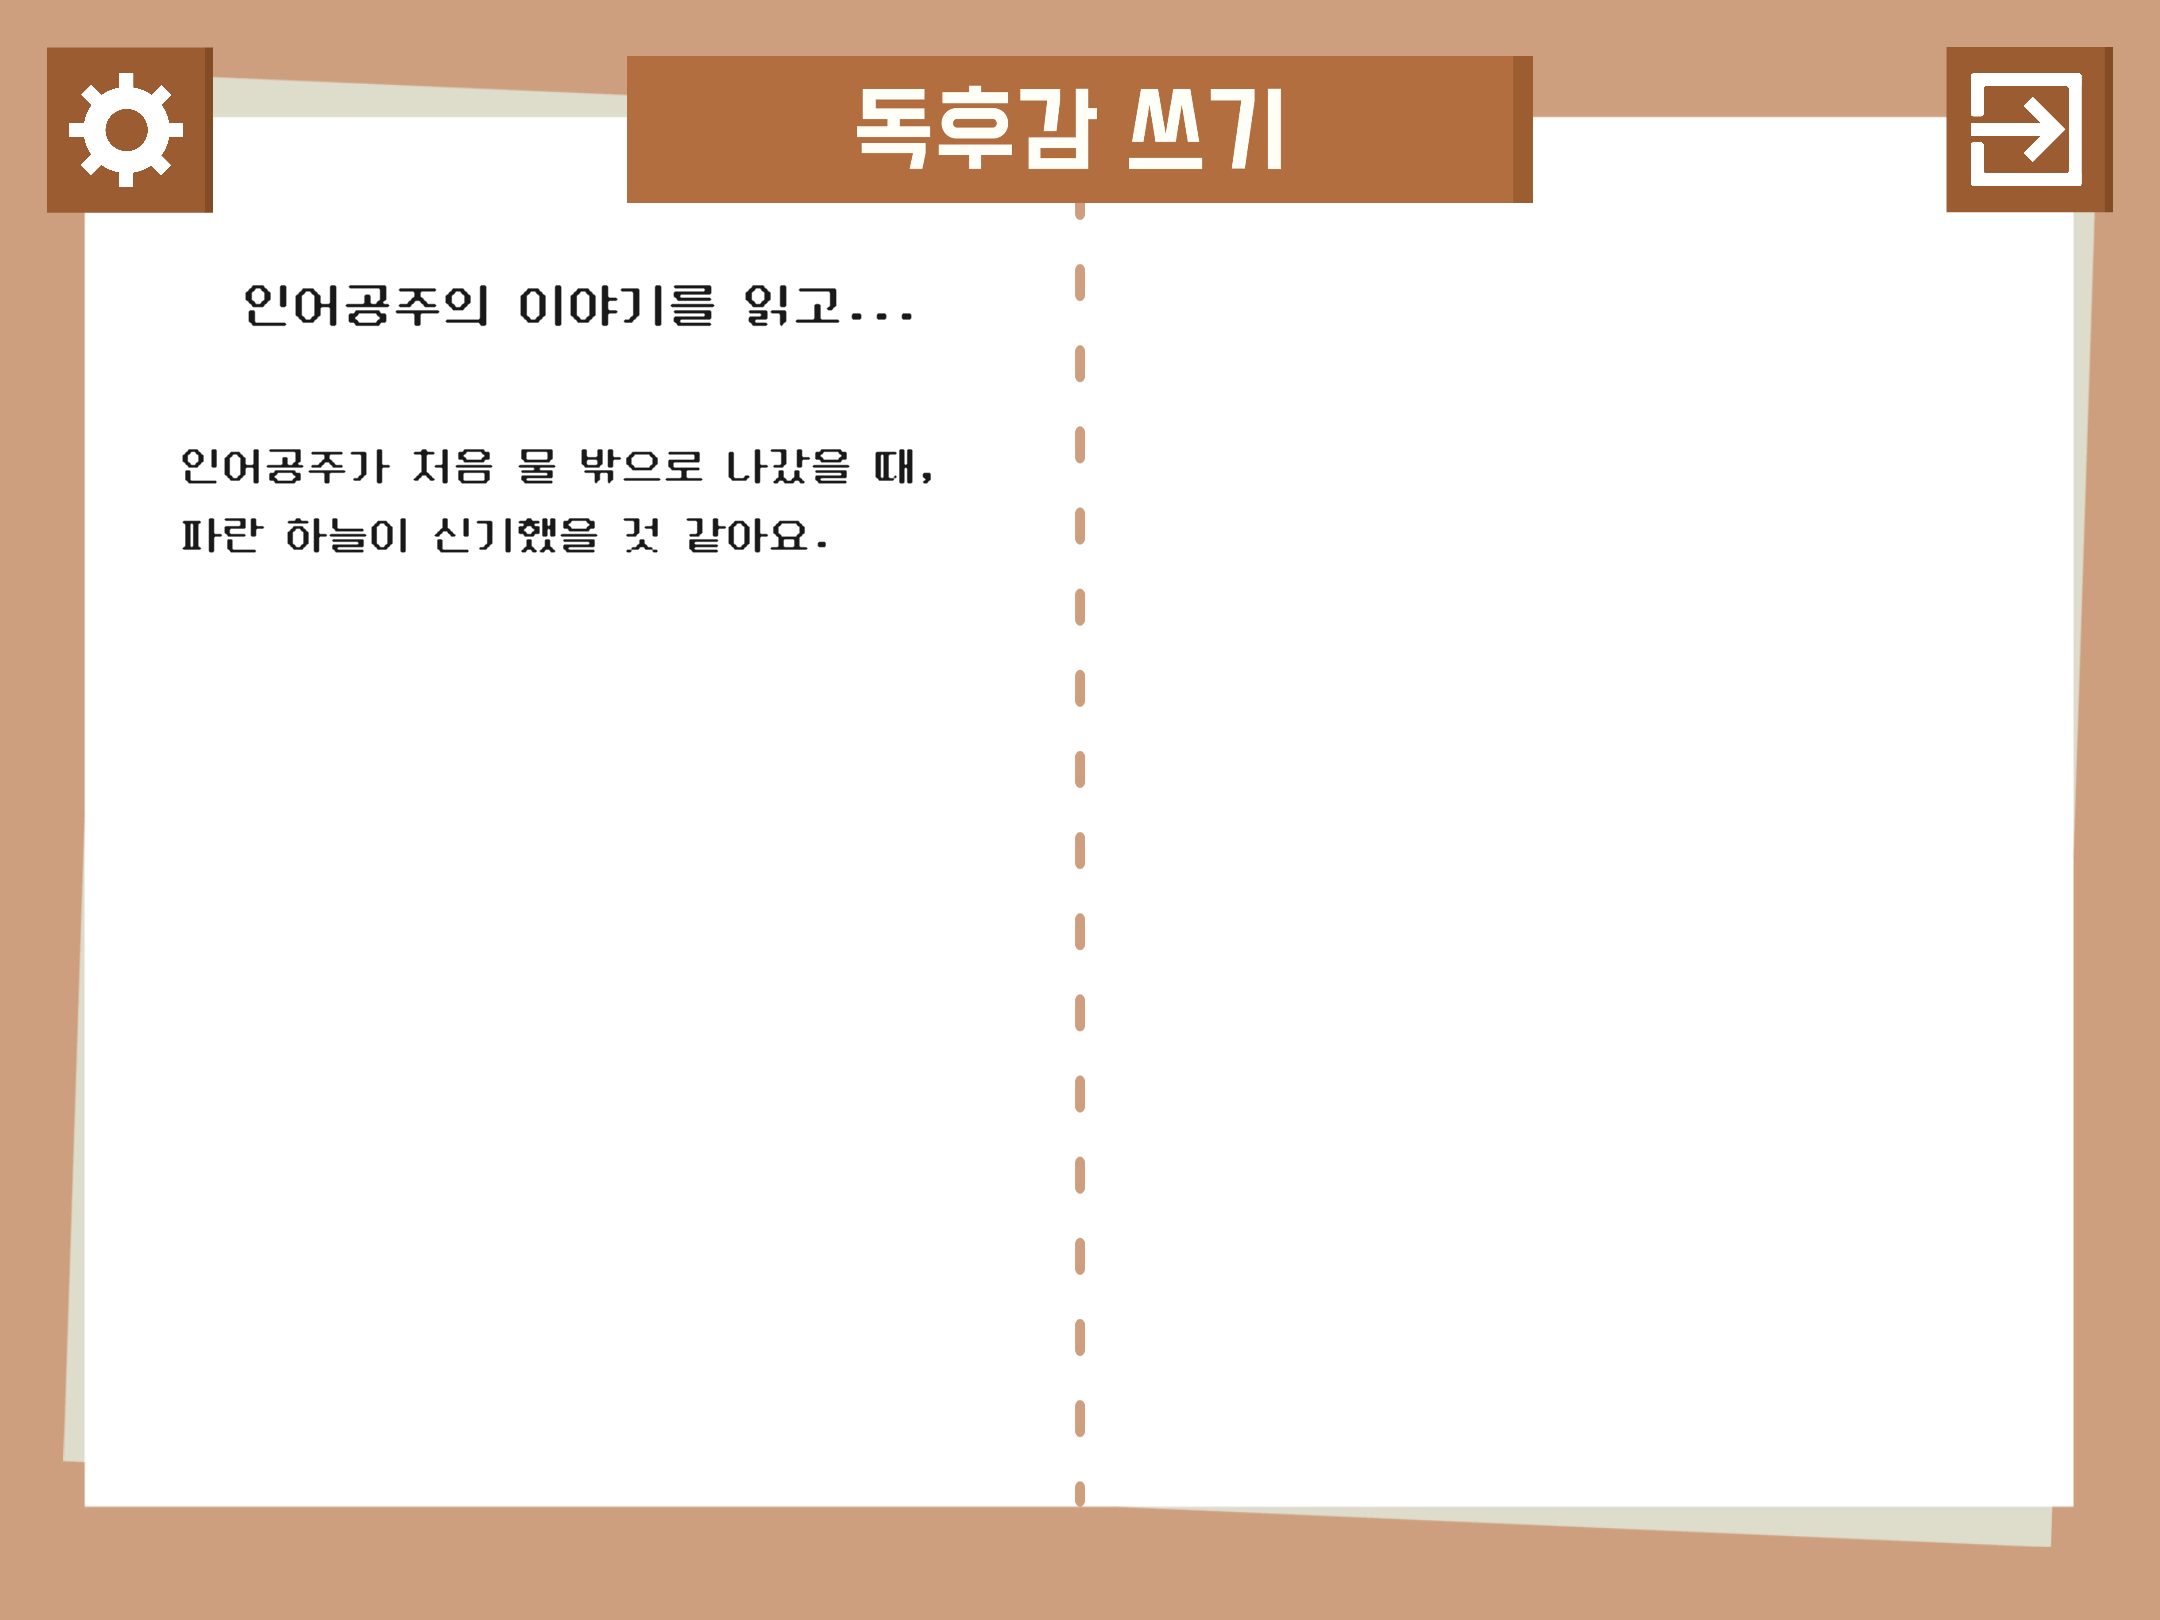 독후감 쓰기
인어공주의 이야기를 읽고...
인어공주가 처음 물 밖으로 나갔을 때,
파란 하늘이 신기했을 것 같아요.